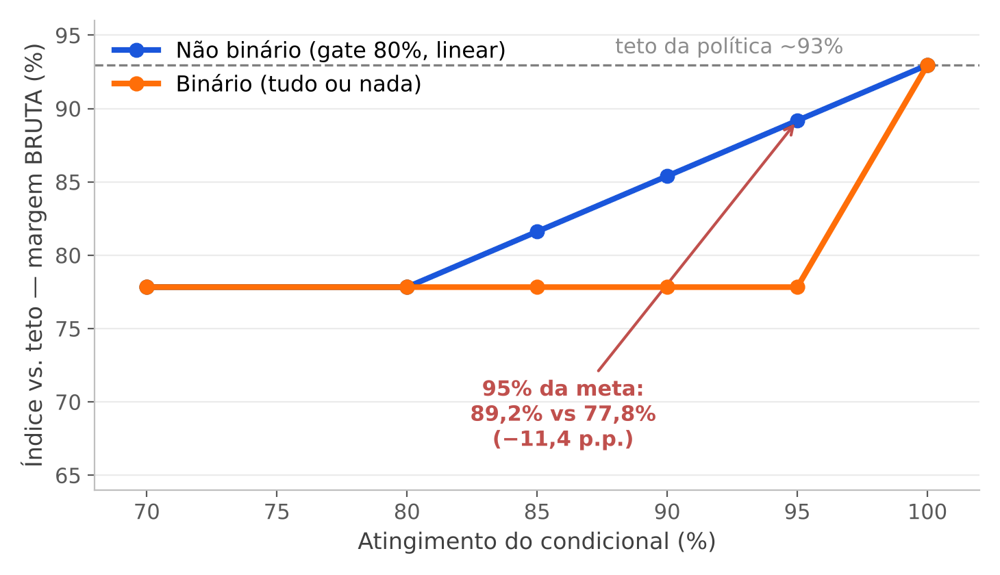 Índice vs. teto — margem BRUTA (%)
95
90
85
80
75
70
65
Não binário (gate 80%, linear)
Binário (tudo ou nada)
teto da política ~93%
95% da meta:
89,2% vs 77,8%
(−11,4 p.p.)
70
75
80
85
90
95
100
Atingimento do condicional (%)